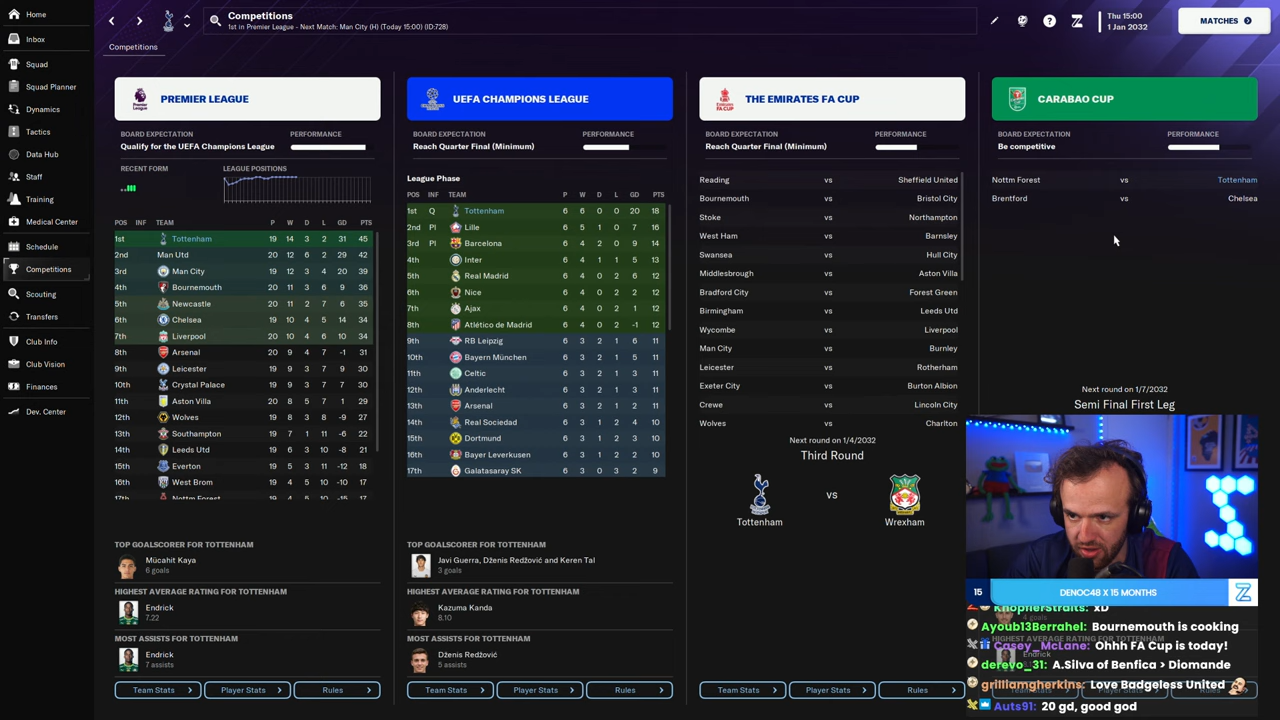 Home
Inbox
Squad
Squad Planner
Dynamics
Tactics
Data Hub
Staff
Training
Medical Center
Schedule
Competitions
Scouting
Transfers
Club Info
Club Vision
Finances
Dev. Center
Competitions
1st in Premier League - Next Match: Man City (H) (Today 15:00) (ID:728)
Thu 15:00
1 Jan 2032
MATCHES
Competitions
PREMIER LEAGUE
BOARD EXPECTATION PERFORMANCE
Qualify for the UEFA Champions League
RECENT FORM LEAGUE POSITIONS
POS INF TEAM P W D L GD PTS
1st Tottenham 19 14 3 2 31 45
2nd Man Utd 20 12 6 2 29 42
3rd Man City 19 12 3 4 20 39
4th Bournemouth 20 11 3 6 9 36
5th Newcastle 20 11 2 7 6 35
6th Chelsea 19 10 4 5 14 34
7th Liverpool 20 10 4 6 10 34
8th Arsenal 20 9 4 7 -1 31
9th Leicester 19 9 3 7 9 30
10th Crystal Palace 19 9 3 7 7 30
11th Aston Villa 20 8 5 7 1 29
12th Wolves 19 8 3 8 -9 27
13th Southampton 19 7 1 11 -6 22
14th Leeds Utd 19 6 3 10 -8 21
15th Everton 19 5 3 11 -12 18
16th West Brom 19 4 5 10 -10 17
17th Nottm Forest 19 4 5 10 -15 17
TOP GOALSCORER FOR TOTTENHAM
Mücahit Kaya
6 goals
HIGHEST AVERAGE RATING FOR TOTTENHAM
Endrick
7.22
MOST ASSISTS FOR TOTTENHAM
Endrick
7 assists
Team Stats Player Stats Rules
UEFA CHAMPIONS LEAGUE
BOARD EXPECTATION PERFORMANCE
Reach Quarter Final (Minimum)
League Phase
POS INF TEAM P W D L GD PTS
1st Q Tottenham 6 6 0 0 20 18
2nd Pl Lille 6 5 1 0 7 16
3rd Pl Barcelona 6 4 2 0 9 14
4th Inter 6 4 1 1 5 13
5th Real Madrid 6 4 0 2 6 12
6th Nice 6 4 0 2 2 12
7th Ajax 6 4 0 2 1 12
8th Atlético de Madrid 6 4 0 2 -1 12
9th RB Leipzig 6 3 2 1 6 11
10th Bayern München 6 3 2 1 5 11
11th Celtic 6 3 2 1 2 11
12th Anderlecht 6 3 2 1 2 11
13th Arsenal 6 3 2 1 2 11
14th Real Sociedad 6 3 1 2 4 10
15th Dortmund 6 3 1 2 3 10
16th Bayer Leverkusen 6 3 1 2 2 10
17th Galatasaray SK 6 3 0 3 2 9
TOP GOALSCORER FOR TOTTENHAM
Javi Guerra, Dženis Redžović and Keren Tal
3 goals
HIGHEST AVERAGE RATING FOR TOTTENHAM
Kazuma Kanda
8.10
MOST ASSISTS FOR TOTTENHAM
Dženis Redžović
5 assists
Team Stats Player Stats Rules
THE EMIRATES FA CUP
BOARD EXPECTATION PERFORMANCE
Reach Quarter Final (Minimum)
Reading vs Sheffield United
Bournemouth vs Bristol City
Stoke vs Northampton
West Ham vs Barnsley
Swansea vs Hull City
Middlesbrough vs Aston Villa
Bradford City vs Forest Green
Birmingham vs Leeds Utd
Wycombe vs Liverpool
Man City vs Burnley
Leicester vs Rotherham
Exeter City vs Burton Albion
Crewe vs Lincoln City
Wolves vs Charlton
Next round on 1/4/2032
Third Round
VS
Tottenham Wrexham
Team Stats Player Stats Rules
CARABAO CUP
BOARD EXPECTATION PERFORMANCE
Be competitive
Nottm Forest vs Tottenham
Brentford vs Chelsea
Next round on 1/7/2032
Semi Final First Leg
15 DENOC48 X 15 MONTHS
KnopflerStraits: xD
Ayoub13Berrahel: Bournemouth is cooking
Casey_McLane: Ohhh FA Cup is today!
derevo_31: A.Silva of Benfica > Diomande
grilliamgherkins: Love Badgeless United
Auts91: 20 gd, good god